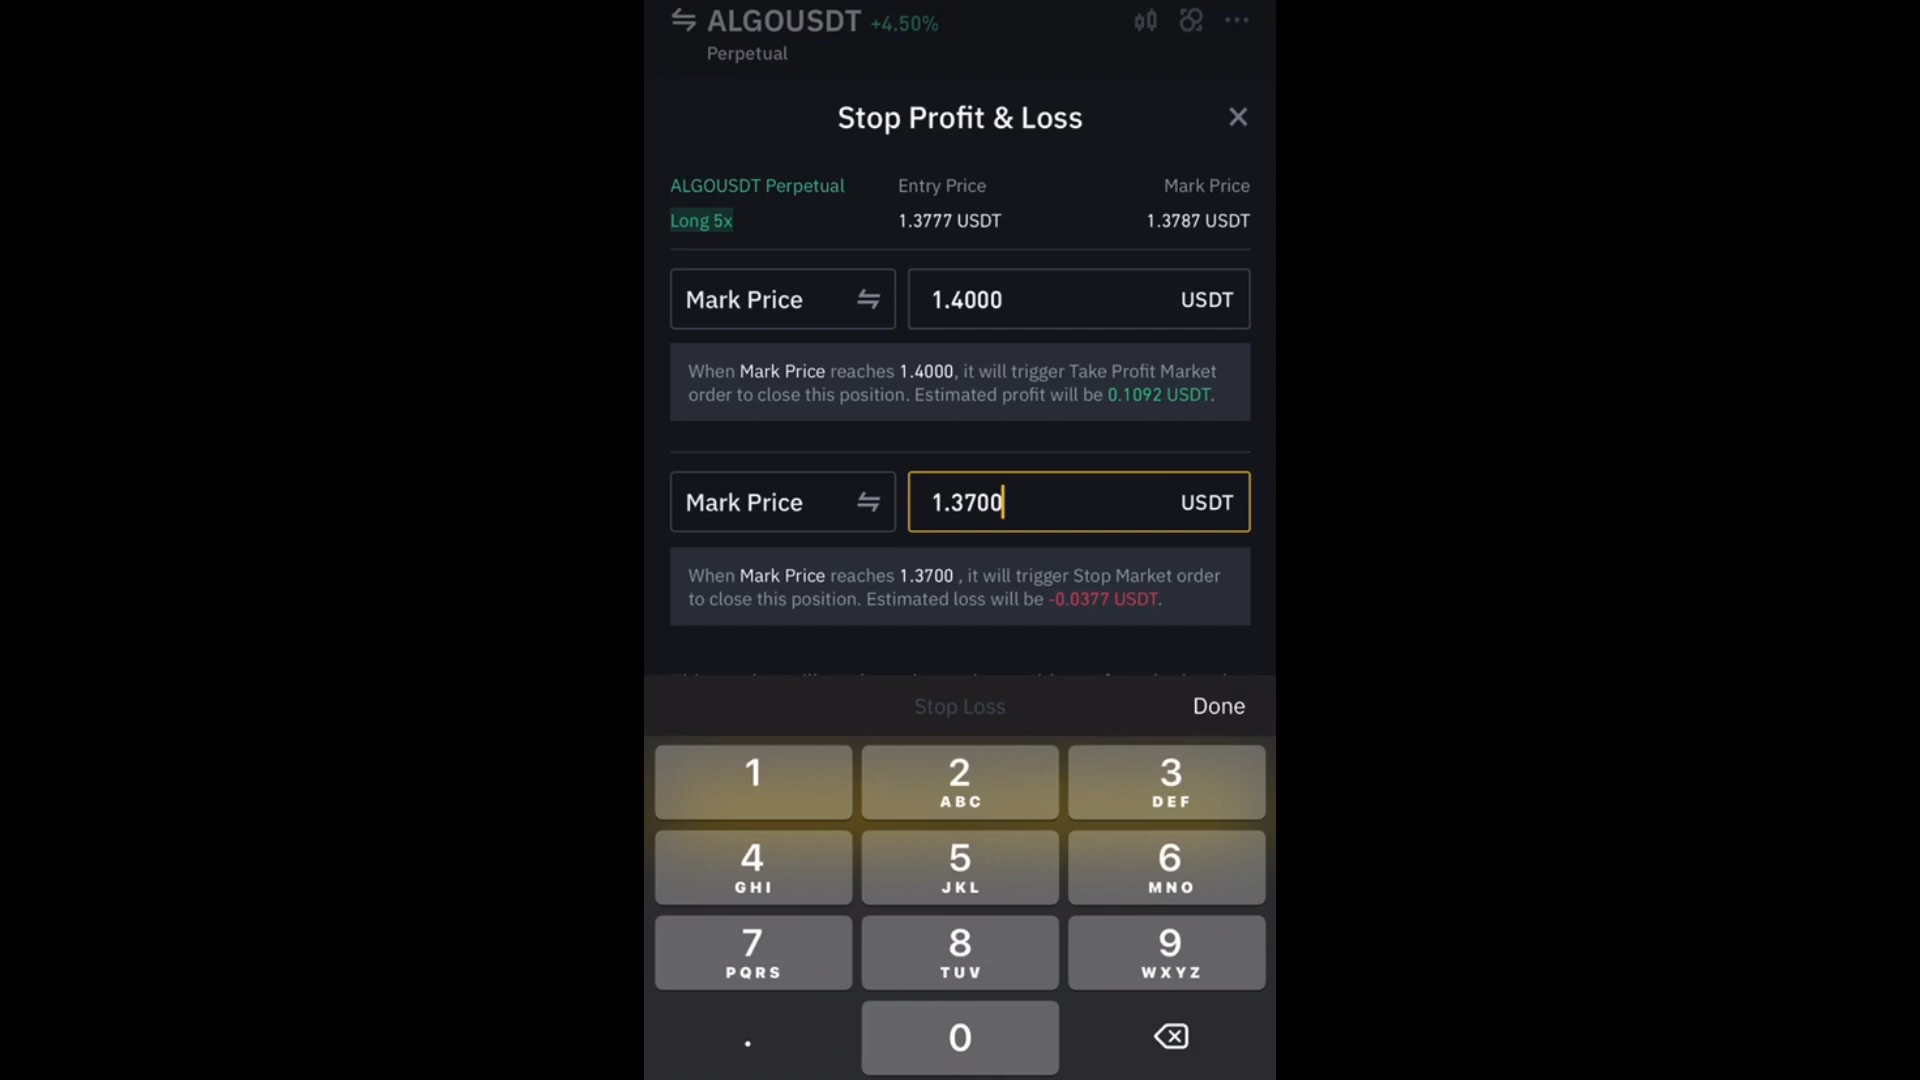 ALGOUSDT +4.50%
Perpetual
Stop Profit & Loss
ALGOUSDT Perpetual Entry Price Mark Price
Long 5x 1.3777 USDT 1.3787 USDT
Mark Price 1.4000 USDT
When Mark Price reaches 1.4000, it will trigger Take Profit Market
order to close this position. Estimated profit will be 0.1092 USDT.
Mark Price 1.3700 USDT
When Mark Price reaches 1.3700 , it will trigger Stop Market order
to close this position. Estimated loss will be -0.0377 USDT.
Stop Loss Done
1 2 3
ABC DEF
4 5 6
GHI JKL MNO
7 8 9
PQRS TUV WXYZ
. 0